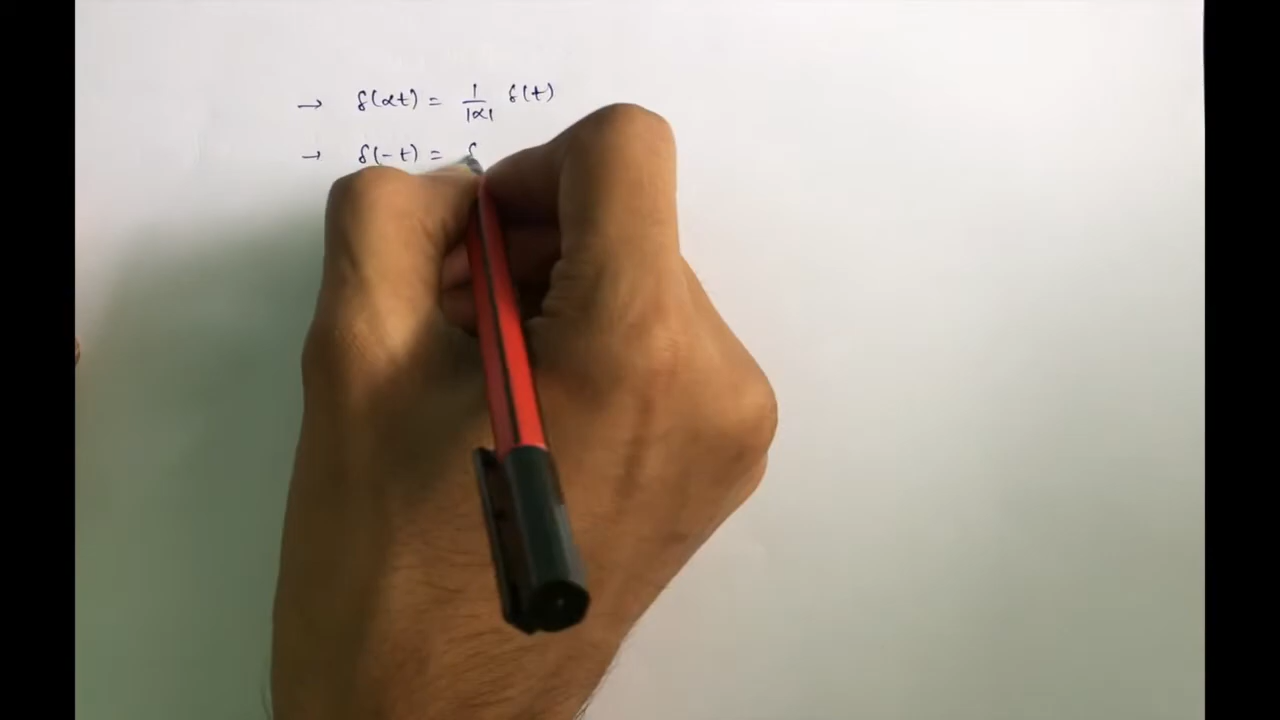 → δ(αt) = 1/|α| δ(t)
→ δ(-t) = δ